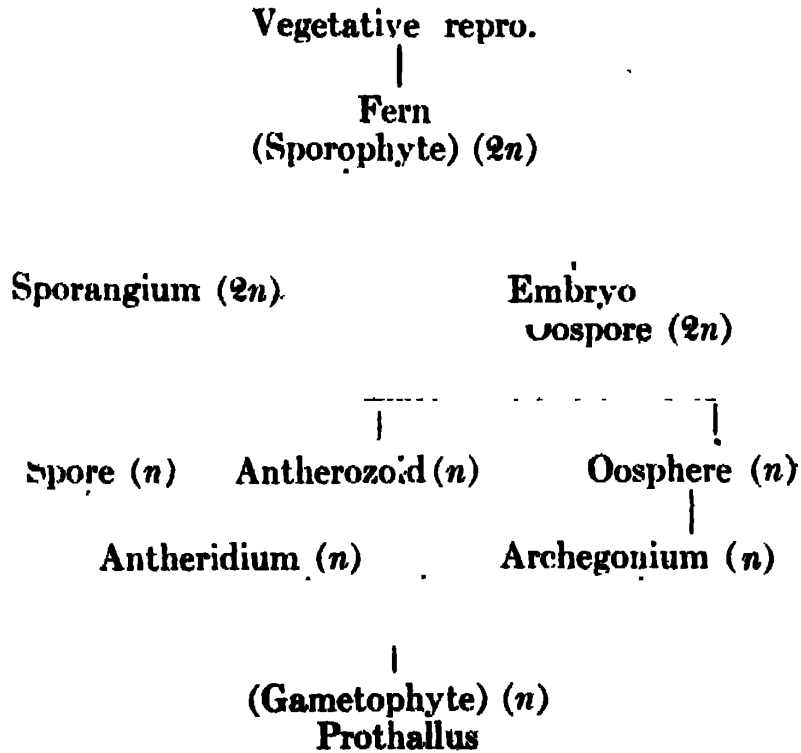 Vegetative repro.
Fern
(Sporophyte) (2n)
Sporangium (2n)
Embryo
Oospore (2n)
Spore (n) Antherozoid (n) Oosphere (n)
Antheridium (n) Archegonium (n)
(Gametophyte) (n)
Prothallus